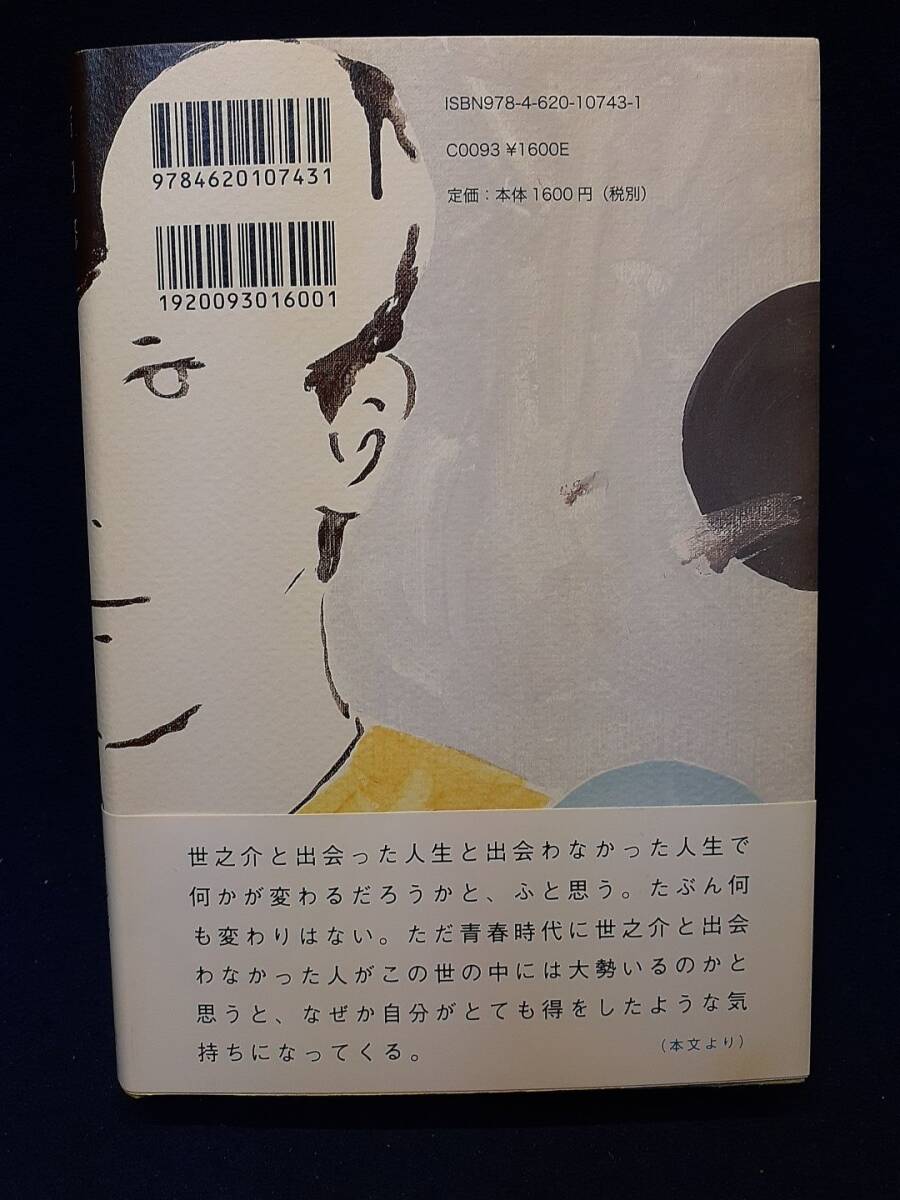 ISBN978-4-620-10743-1
9784620107431
C0093 ¥1600E
定価：本体1600円（税別）
1920093016001
世之介と出会った人生と出会わなかった人生で
何かが変わるだろうかと、ふと思う。たぶん何
も変わりはない。ただ青春時代に世之介と出会
わなかった人がこの世の中には大勢いるのかと
思うと、なぜか自分がとても得をしたような気
持ちになってくる。
（本文より）